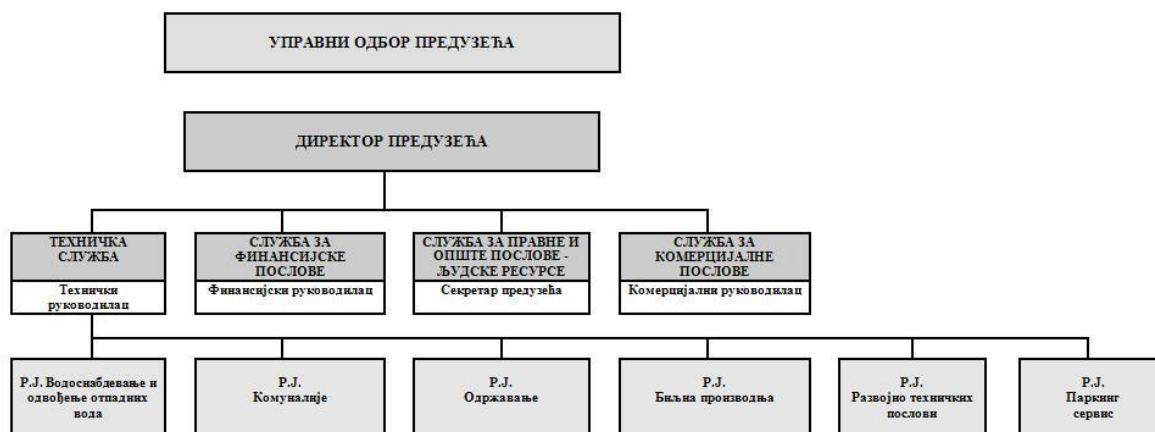 УПРАВНИ ОДБОР ПРЕДУЗЕЋА
ДИРЕКТОР ПРЕДУЗЕЋА
ТЕХНИЧКА
СЛУЖБА
Технички
руководилац
СЛУЖБА ЗА
ФИНАНСИЈСКЕ
ПОСЛОВЕ
Финансијски руководилац
СЛУЖБА ЗА ПРАВНЕ И
ОПШТЕ ПОСЛОВЕ -
ЉУДСКЕ РЕСУРСЕ
Секретар предузећа
СЛУЖБА ЗА
КОМЕРЦИЈАЛНЕ
ПОСЛОВЕ
Комерцијални руководилац
Р.Ј. Водоснабдевање и
одвођење отпадних
вода
Р.Ј.
Комуналије
Р.Ј.
Одржавање
Р.Ј.
Биљна производња
Р.Ј.
Развојно техничких
послови
Р.Ј.
Паркинг
сервис